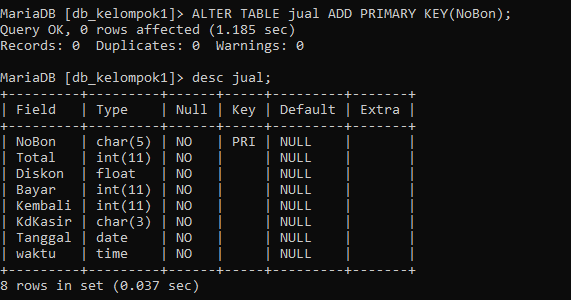 MariaDB [db_kelompok1]> ALTER TABLE jual ADD PRIMARY KEY(NoBon);
Query OK, 0 rows affected (1.185 sec)
Records: 0  Duplicates: 0  Warnings: 0

MariaDB [db_kelompok1]> desc jual;
+---------+---------+------+-----+---------+-------+
| Field   | Type    | Null | Key | Default | Extra |
+---------+---------+------+-----+---------+-------+
| NoBon   | char(5) | NO   | PRI | NULL    |       |
| Total   | int(11) | NO   |     | NULL    |       |
| Diskon  | float   | NO   |     | NULL    |       |
| Bayar   | int(11) | NO   |     | NULL    |       |
| Kembali | int(11) | NO   |     | NULL    |       |
| KdKasir | char(3) | NO   |     | NULL    |       |
| Tanggal | date    | NO   |     | NULL    |       |
| waktu   | time    | NO   |     | NULL    |       |
+---------+---------+------+-----+---------+-------+
8 rows in set (0.037 sec)